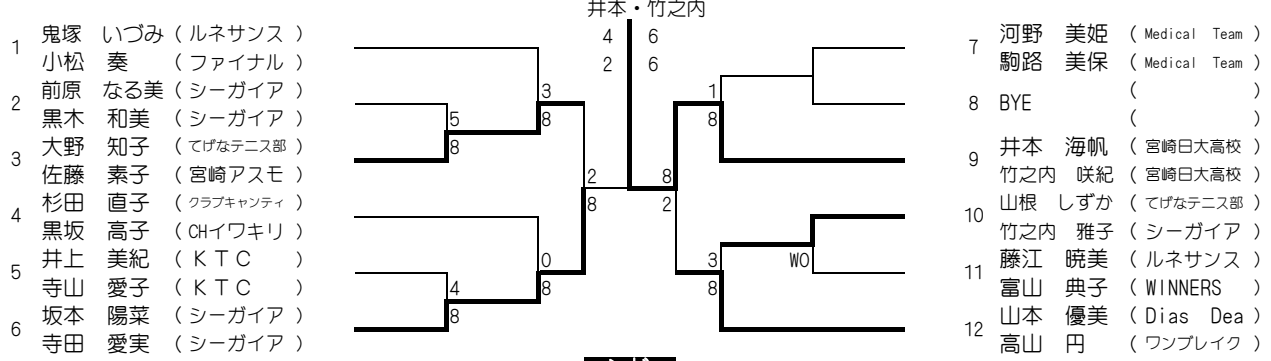 井本・竹之内
4 6
2 6
1 鬼塚 いづみ ( ルネサンス )
小松 奏 ( ファイナル )
2 前原 なる美 ( シーガイア )
黒木 和美 ( シーガイア )
3 大野 知子 ( てげなテニス部 )
佐藤 素子 ( 宮崎アスモ )
4 杉田 直子 ( クラブキャンティ )
黒坂 高子 ( CHイワキリ )
5 井上 美紀 ( KTC )
寺山 愛子 ( KTC )
6 坂本 陽菜 ( シーガイア )
寺田 愛実 ( シーガイア )
3
8
5
8
2
8
0
8
4
8
7 河野 美姫 ( Medical Team )
駒路 美保 ( Medical Team )
8 BYE ( )
( )
9 井本 海帆 ( 宮崎日大高校 )
竹之内 咲紀 ( 宮崎日大高校 )
10 山根 しずか ( てげなテニス部 )
竹之内 雅子 ( シーガイア )
11 藤江 暁美 ( ルネサンス )
富山 典子 ( WINNERS )
12 山本 優美 ( Dias Dea )
高山 円 ( ワンブレイク )
1
8
8
2
WO
3
8